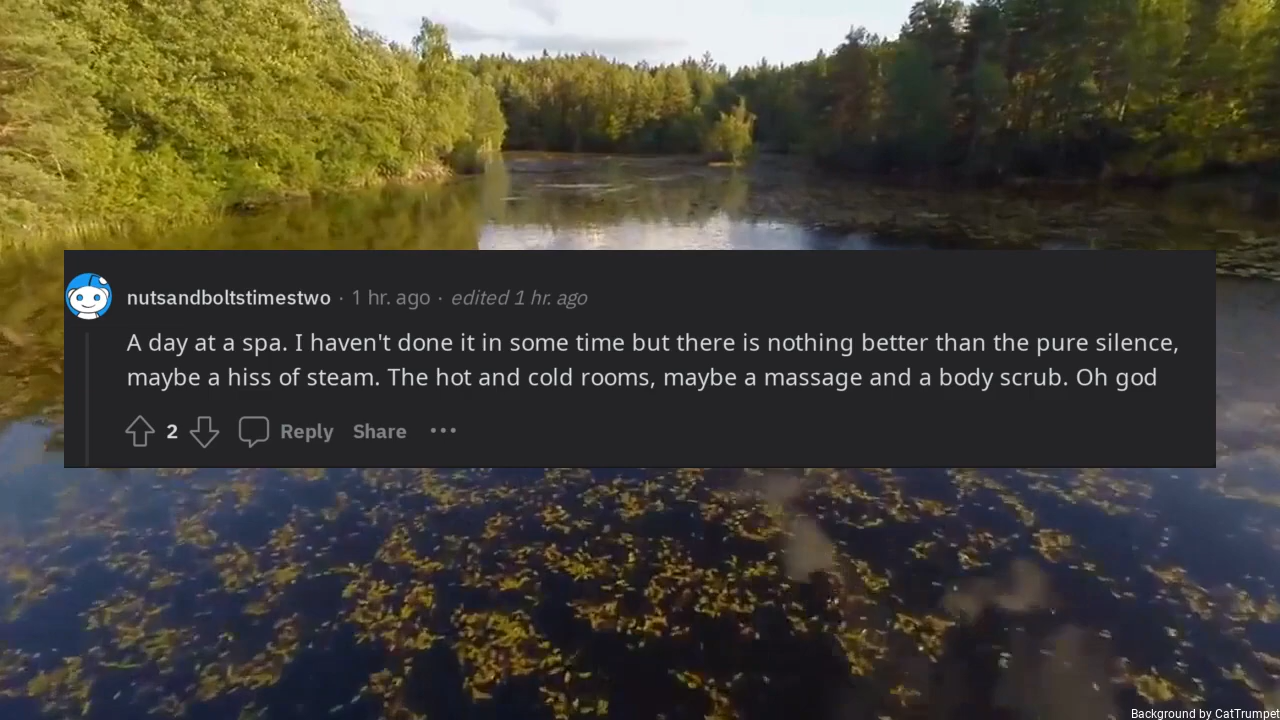 nutsandboltstimestwo · 1 hr. ago · edited 1 hr. ago
A day at a spa. I haven't done it in some time but there is nothing better than the pure silence,
maybe a hiss of steam. The hot and cold rooms, maybe a massage and a body scrub. Oh god
2 Reply Share
Background by CatTrumpet